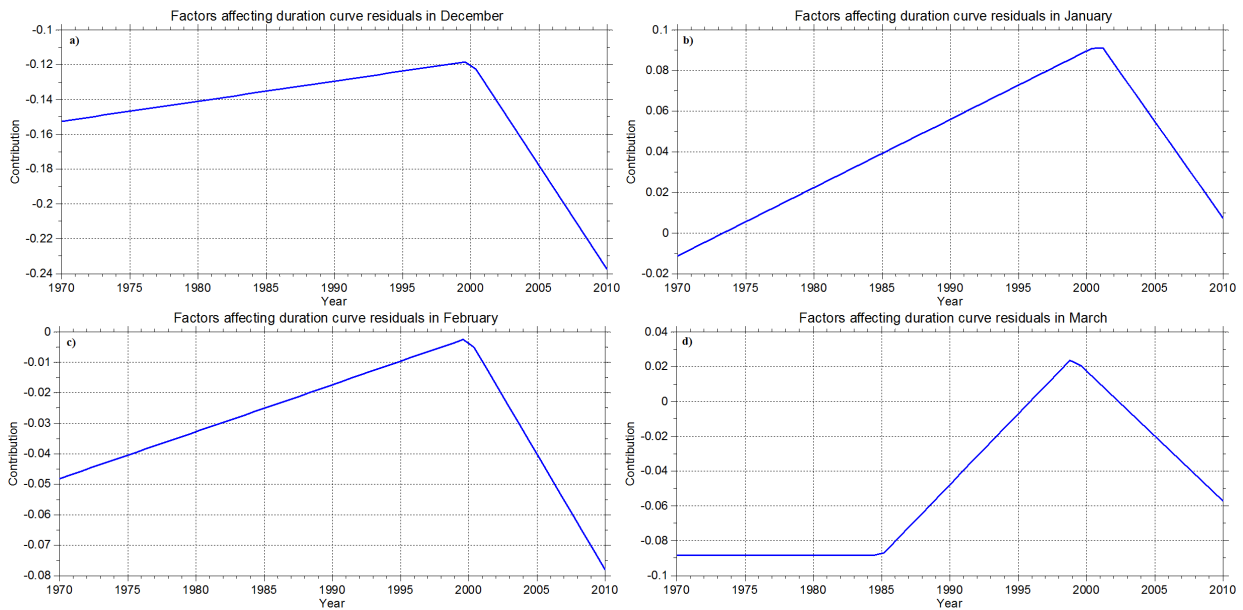 Factors affecting duration curve residuals in December
a)
-0.1
-0.12
-0.14
-0.16
-0.18
-0.2
-0.22
-0.24
Contribution
1970 1975 1980 1985 1990 1995 2000 2005 2010
Year
Factors affecting duration curve residuals in January
b)
0.1
0.08
0.06
0.04
0.02
0
-0.02
Contribution
1970 1975 1980 1985 1990 1995 2000 2005 2010
Year
Factors affecting duration curve residuals in February
c)
0
-0.01
-0.02
-0.03
-0.04
-0.05
-0.06
-0.07
-0.08
Contribution
1970 1975 1980 1985 1990 1995 2000 2005 2010
Year
Factors affecting duration curve residuals in March
d)
0.04
0.02
0
-0.02
-0.04
-0.06
-0.08
-0.1
Contribution
1970 1975 1980 1985 1990 1995 2000 2005 2010
Year